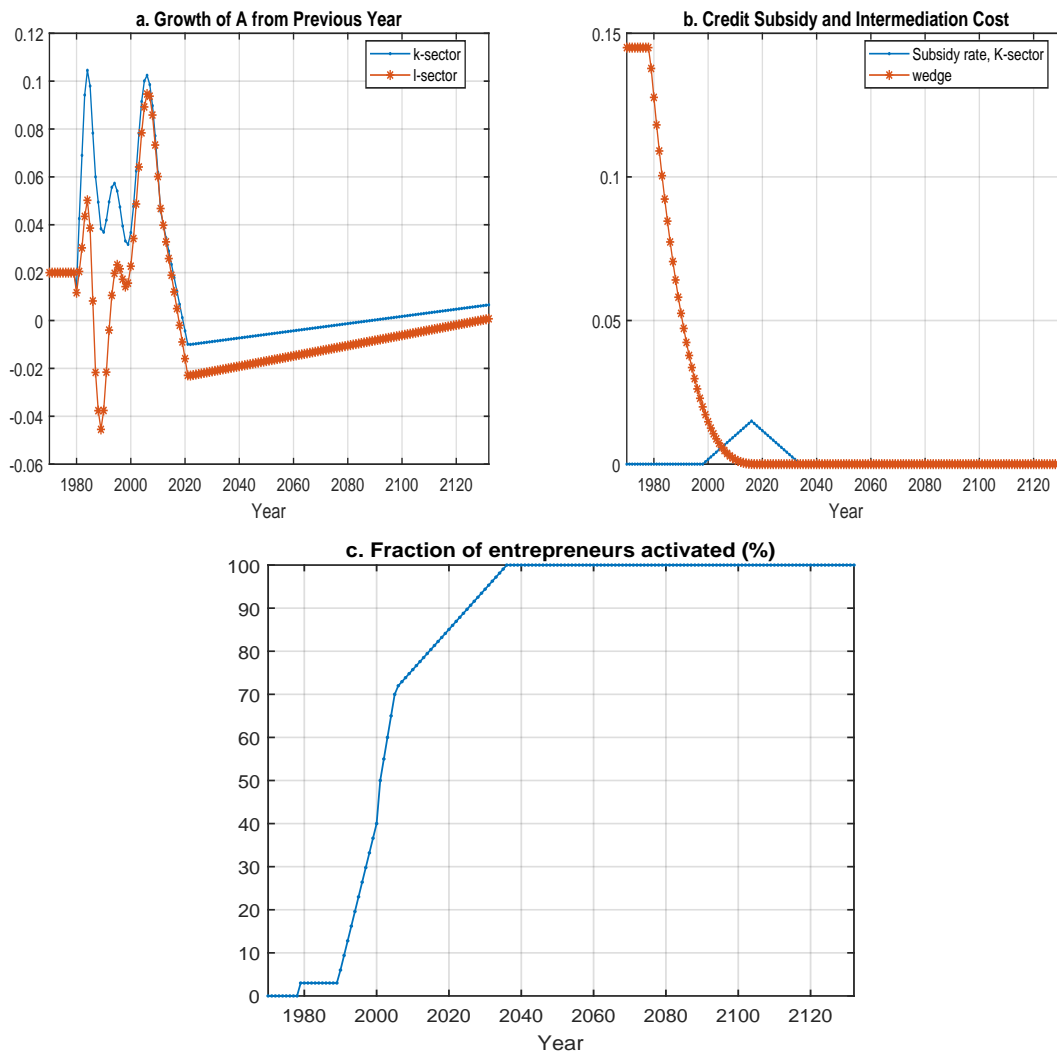 a. Growth of A from Previous Year
0.12
0.1
0.08
0.06
0.04
0.02
0
-0.02
-0.04
-0.06
1980 2000 2020 2040 2060 2080 2100 2120
Year
k-sector
l-sector
b. Credit Subsidy and Intermediation Cost
0.15
0.1
0.05
0
1980 2000 2020 2040 2060 2080 2100 2120
Year
Subsidy rate, K-sector
wedge
c. Fraction of entrepreneurs activated (%)
100
90
80
70
60
50
40
30
20
10
0
1980 2000 2020 2040 2060 2080 2100 2120
Year